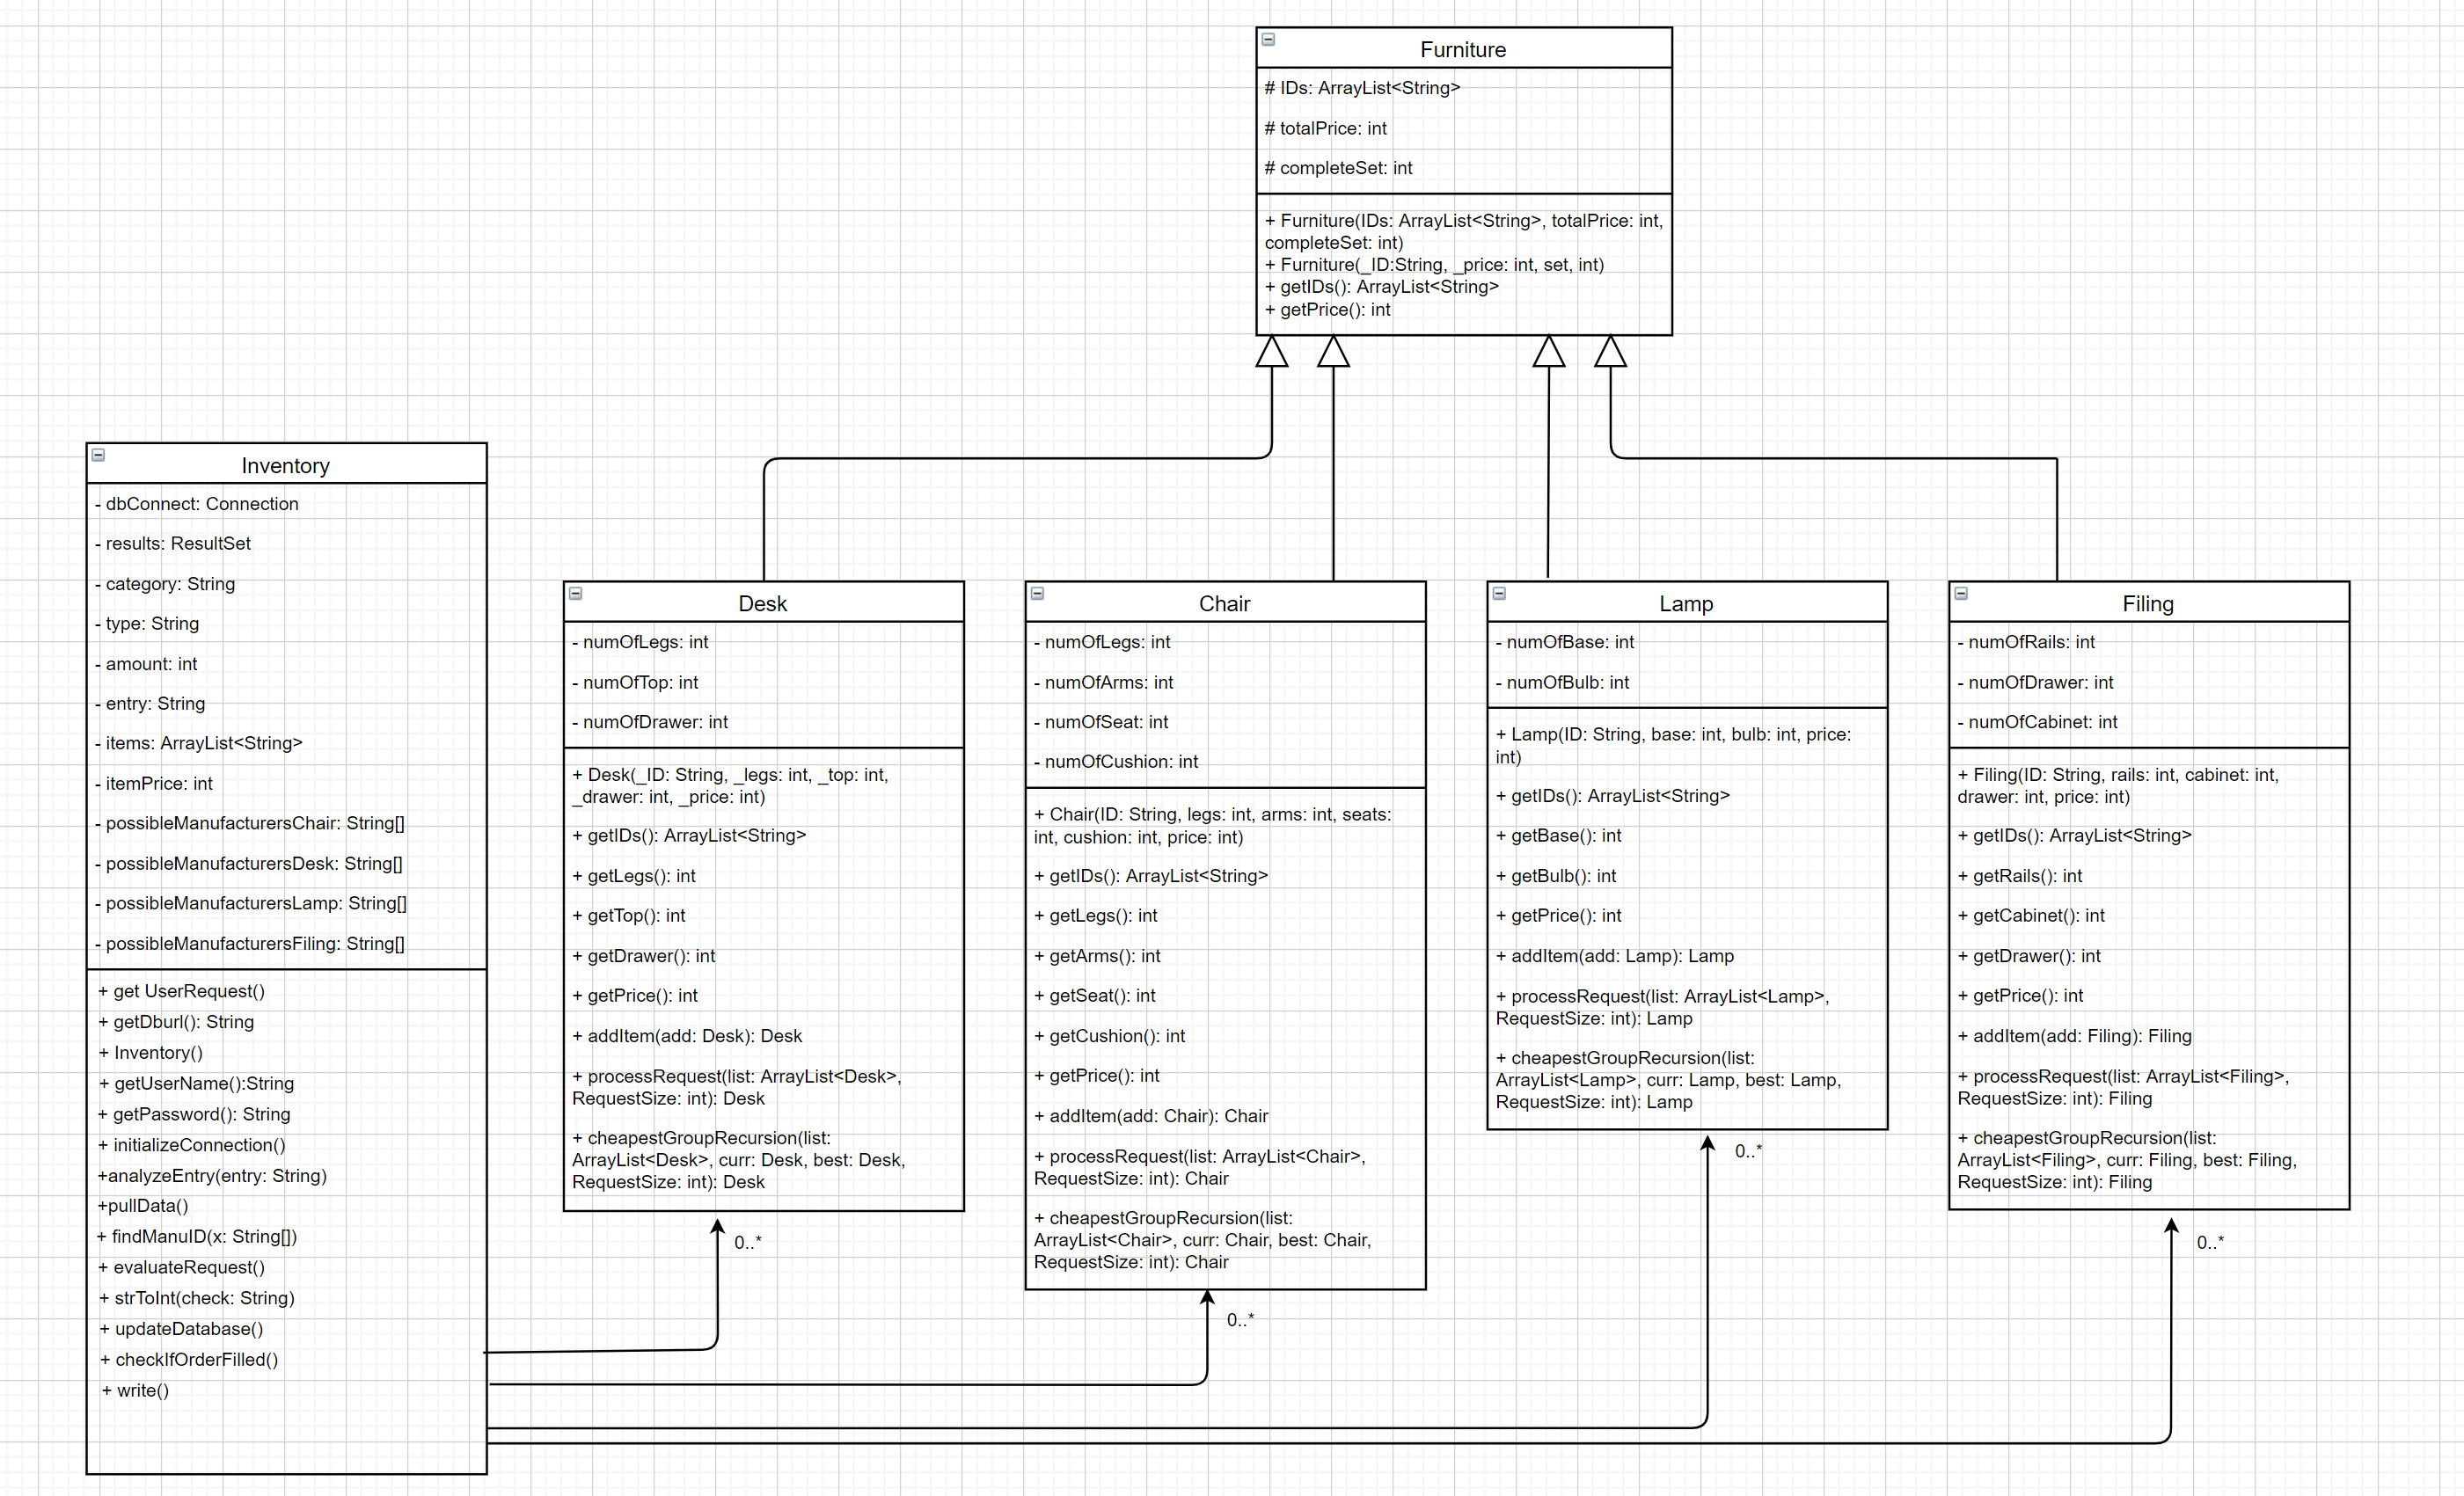 Furniture
# IDs: ArrayList<String>
# totalPrice: int
# completeSet: int
+ Furniture(IDs: ArrayList<String>, totalPrice: int,
completeSet: int)
+ Furniture(_ID:String, _price: int, set, int)
+ getIDs(): ArrayList<String>
+ getPrice(): int
Inventory
- dbConnect: Connection
- results: ResultSet
- category: String
- type: String
- amount: int
- entry: String
- items: ArrayList<String>
- itemPrice: int
- possibleManufacturersChair: String[]
- possibleManufacturersDesk: String[]
- possibleManufacturersLamp: String[]
- possibleManufacturersFiling: String[]
+ get UserRequest()
+ getDburl(): String
+ Inventory()
+ getUserName():String
+ getPassword(): String
+ initializeConnection()
+analyzeEntry(entry: String)
+pullData()
+ findManuID(x: String[])
+ evaluateRequest()
+ strToInt(check: String)
+ updateDatabase()
+ checkIfOrderFilled()
+ write()
Desk
- numOfLegs: int
- numOfTop: int
- numOfDrawer: int
+ Desk(_ID: String, _legs: int, _top: int,
_drawer: int, _price: int)
+ getIDs(): ArrayList<String>
+ getLegs(): int
+ getTop(): int
+ getDrawer(): int
+ getPrice(): int
+ addItem(add: Desk): Desk
+ processRequest(list: ArrayList<Desk>,
RequestSize: int): Desk
+ cheapestGroupRecursion(list:
ArrayList<Desk>, curr: Desk, best: Desk,
RequestSize: int): Desk
0..*
Chair
- numOfLegs: int
- numOfArms: int
- numOfSeat: int
- numOfCushion: int
+ Chair(ID: String, legs: int, arms: int, seats:
int, cushion: int, price: int)
+ getIDs(): ArrayList<String>
+ getLegs(): int
+ getArms(): int
+ getSeat(): int
+ getCushion(): int
+ getPrice(): int
+ addItem(add: Chair): Chair
+ processRequest(list: ArrayList<Chair>,
RequestSize: int): Chair
+ cheapestGroupRecursion(list:
ArrayList<Chair>, curr: Chair, best: Chair,
RequestSize: int): Chair
0..*
Lamp
- numOfBase: int
- numOfBulb: int
+ Lamp(ID: String, base: int, bulb: int, price:
int)
+ getIDs(): ArrayList<String>
+ getBase(): int
+ getBulb(): int
+ getPrice(): int
+ addItem(add: Lamp): Lamp
+ processRequest(list: ArrayList<Lamp>,
RequestSize: int): Lamp
+ cheapestGroupRecursion(list:
ArrayList<Lamp>, curr: Lamp, best: Lamp,
RequestSize: int): Lamp
0..*
Filing
- numOfRails: int
- numOfDrawer: int
- numOfCabinet: int
+ Filing(ID: String, rails: int, cabinet: int,
drawer: int, price: int)
+ getIDs(): ArrayList<String>
+ getRails(): int
+ getCabinet(): int
+ getDrawer(): int
+ getPrice(): int
+ addItem(add: Filing): Filing
+ processRequest(list: ArrayList<Filing>,
RequestSize: int): Filing
+ cheapestGroupRecursion(list:
ArrayList<Filing>, curr: Filing, best: Filing,
RequestSize: int): Filing
0..*